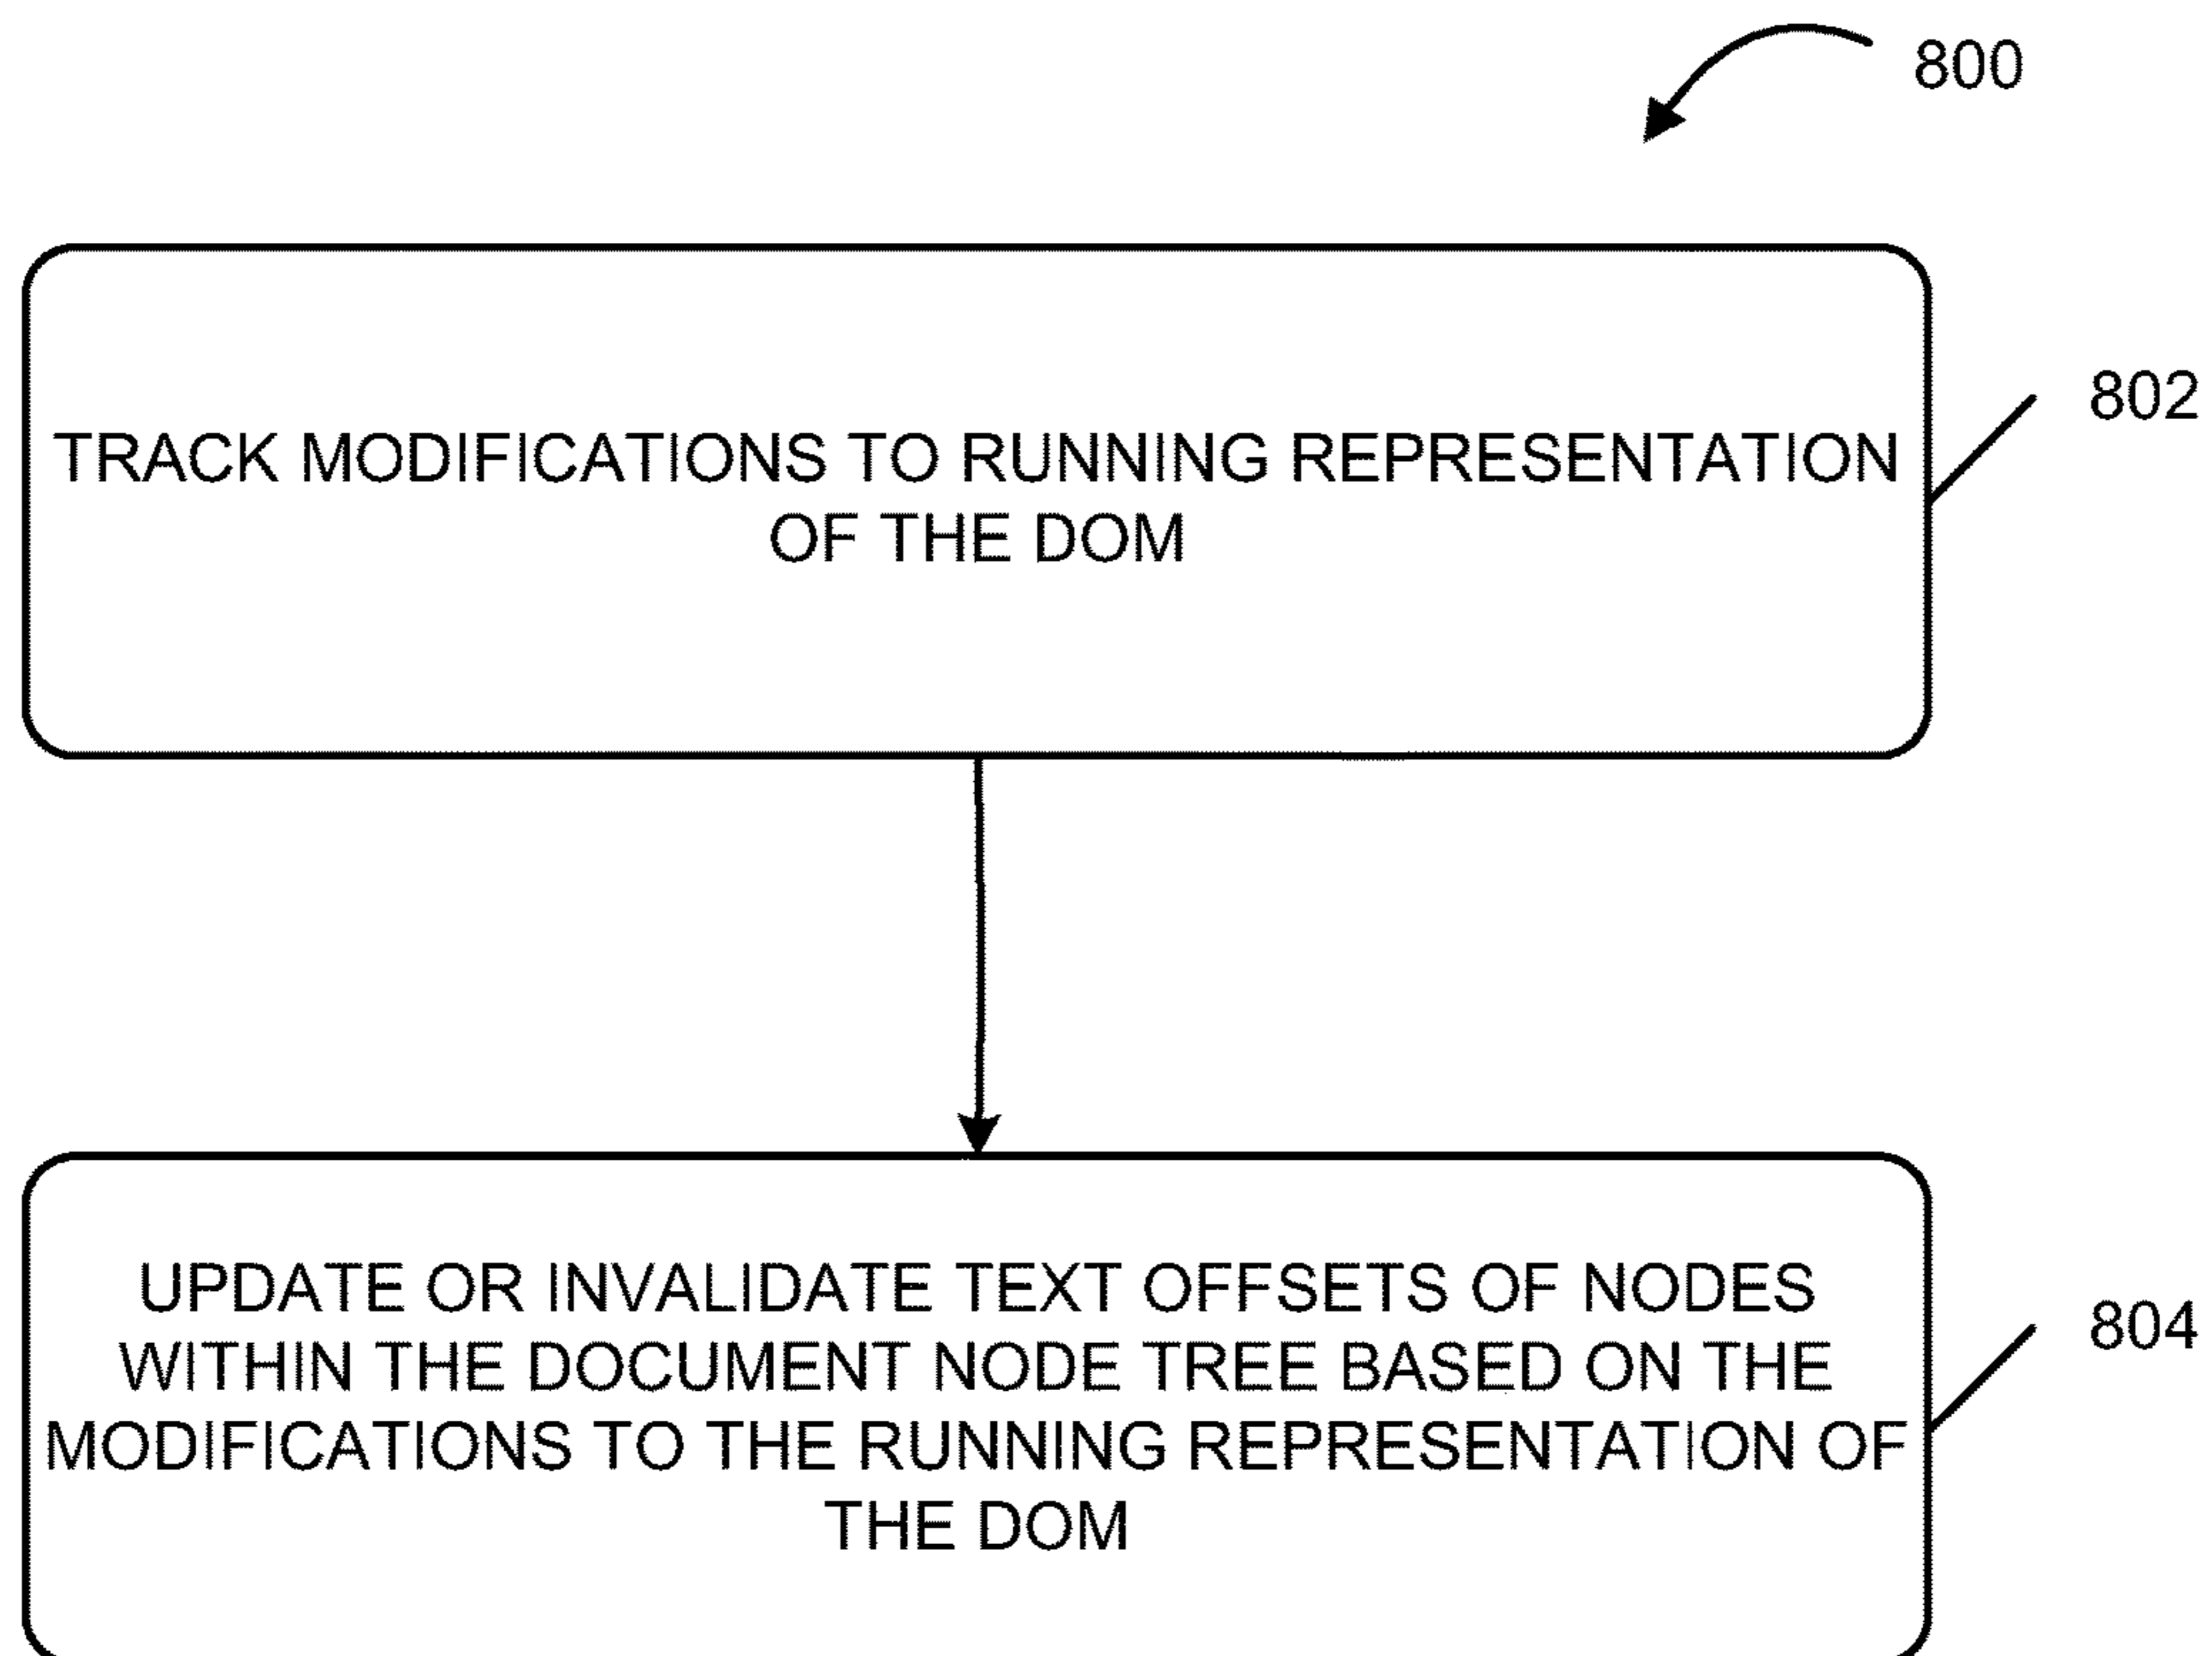 800
802
TRACK MODIFICATIONS TO RUNNING REPRESENTATION
OF THE DOM
804
UPDATE OR INVALIDATE TEXT OFFSETS OF NODES
WITHIN THE DOCUMENT NODE TREE BASED ON THE
MODIFICATIONS TO THE RUNNING REPRESENTATION OF
THE DOM